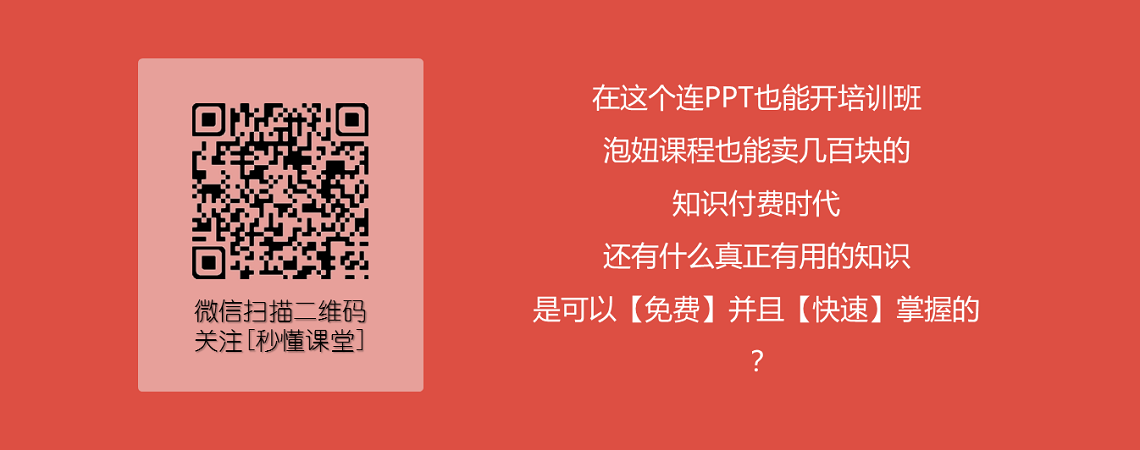 微信扫描二维码
关注[秒懂课堂]
在这个连PPT也能开培训班
泡妞课程也能卖几百块的
知识付费时代
还有什么真正有用的知识
是可以【免费】并且【快速】掌握的
?